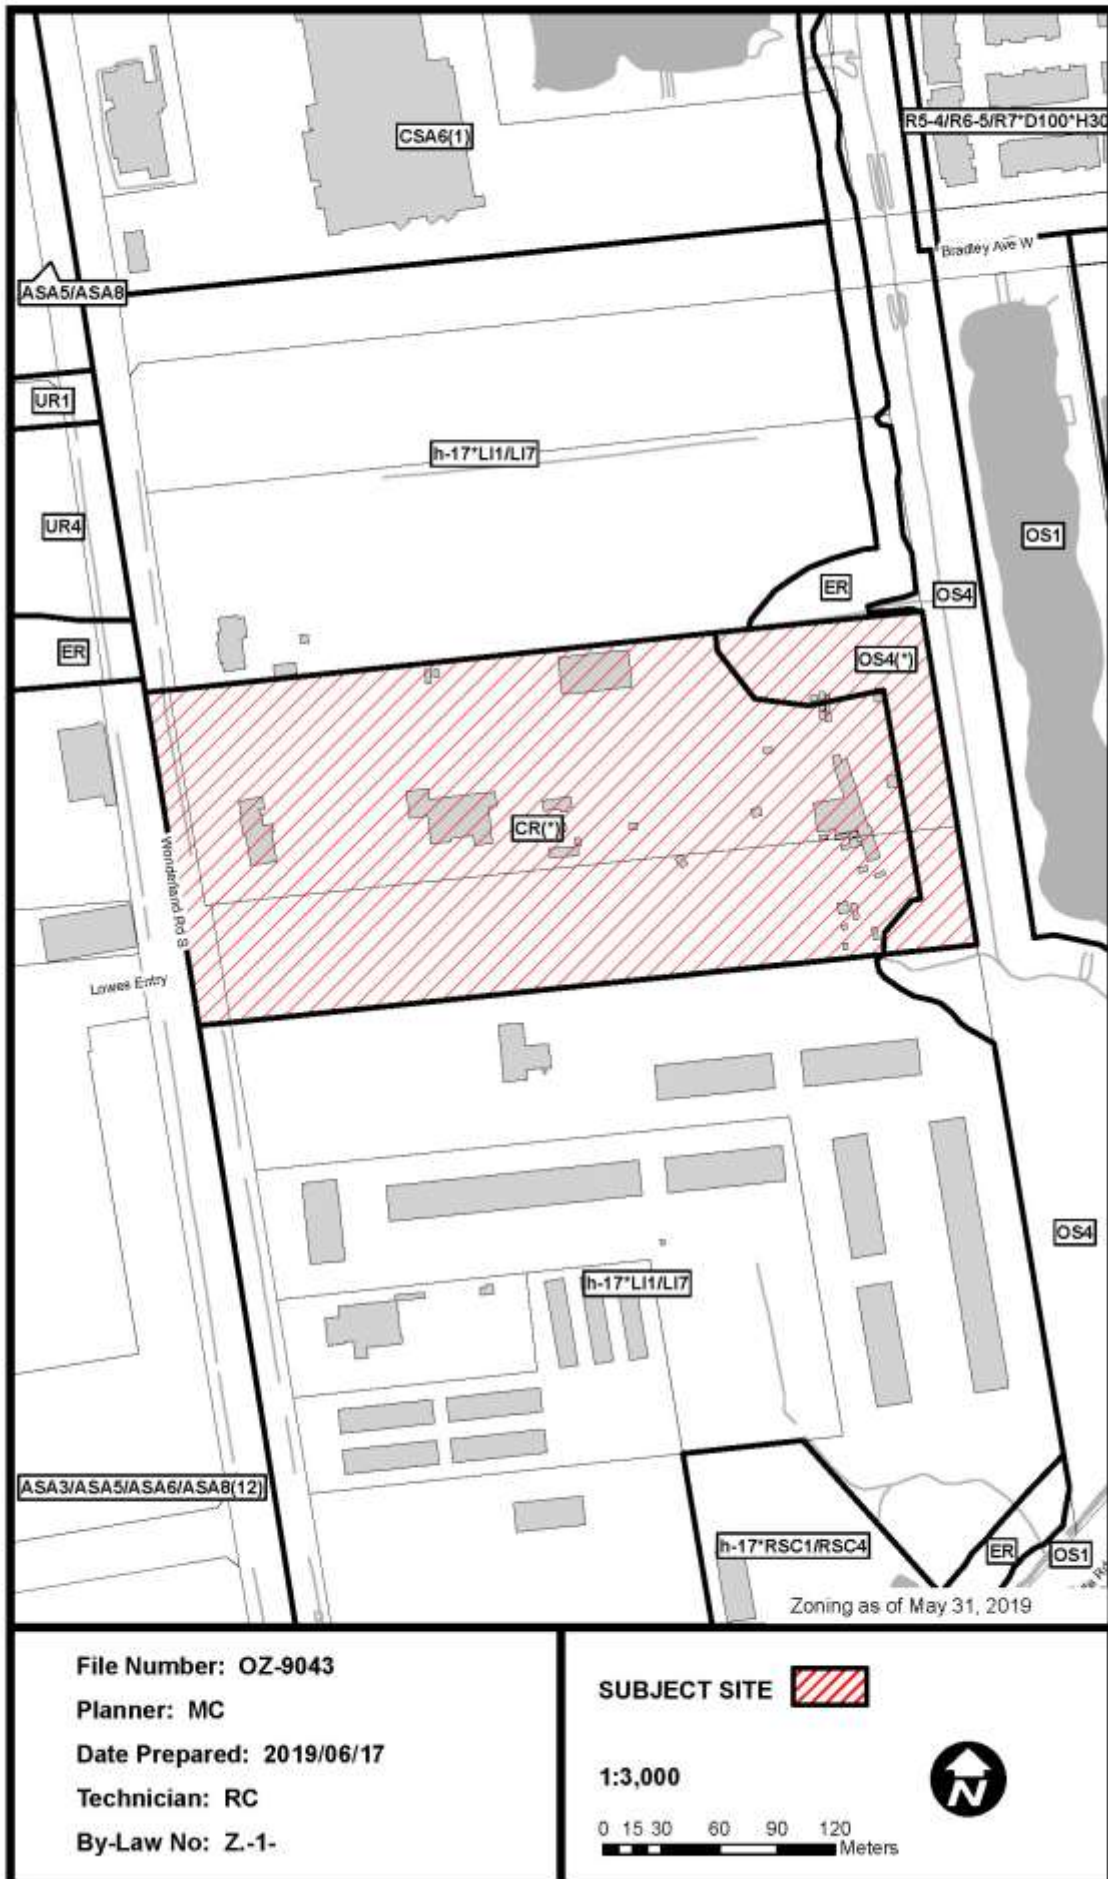 CSA6(1)
R5-4/R6-5/R7*D100*H30
Bradley Ave W
ASA5/ASA8
UR1
h-17*LI1/LI7
UR4
OS1
ER
OS4
ER
OS4(*)
CR(*)
Wonderland Rd S
Lowes Entry
OS4
h-17*LI1/LI7
ASA3/ASA5/ASA6/ASA8(12)
h-17*RSC1/RSC4
ER
OS1
Zoning as of May 31, 2019
File Number: OZ-9043
Planner: MC
Date Prepared: 2019/06/17
Technician: RC
By-Law No: Z.-1-
SUBJECT SITE
1:3,000
N
0 15 30 60 90 120
Meters